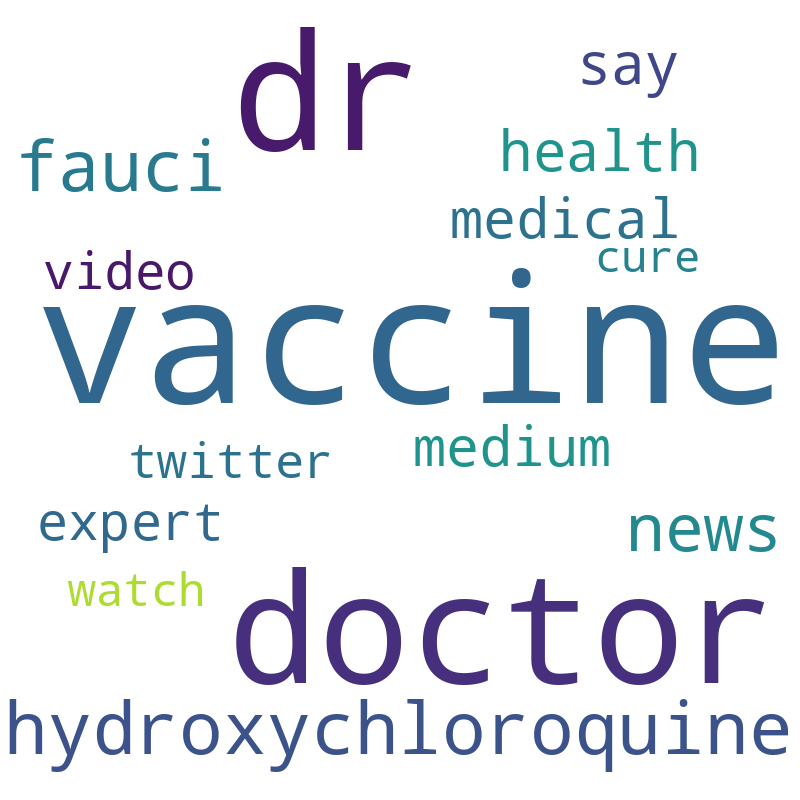 dr
say
fauci
health
medical
cure
video
vaccine
twitter
medium
expert
news
watch
doctor
hydroxychloroquine